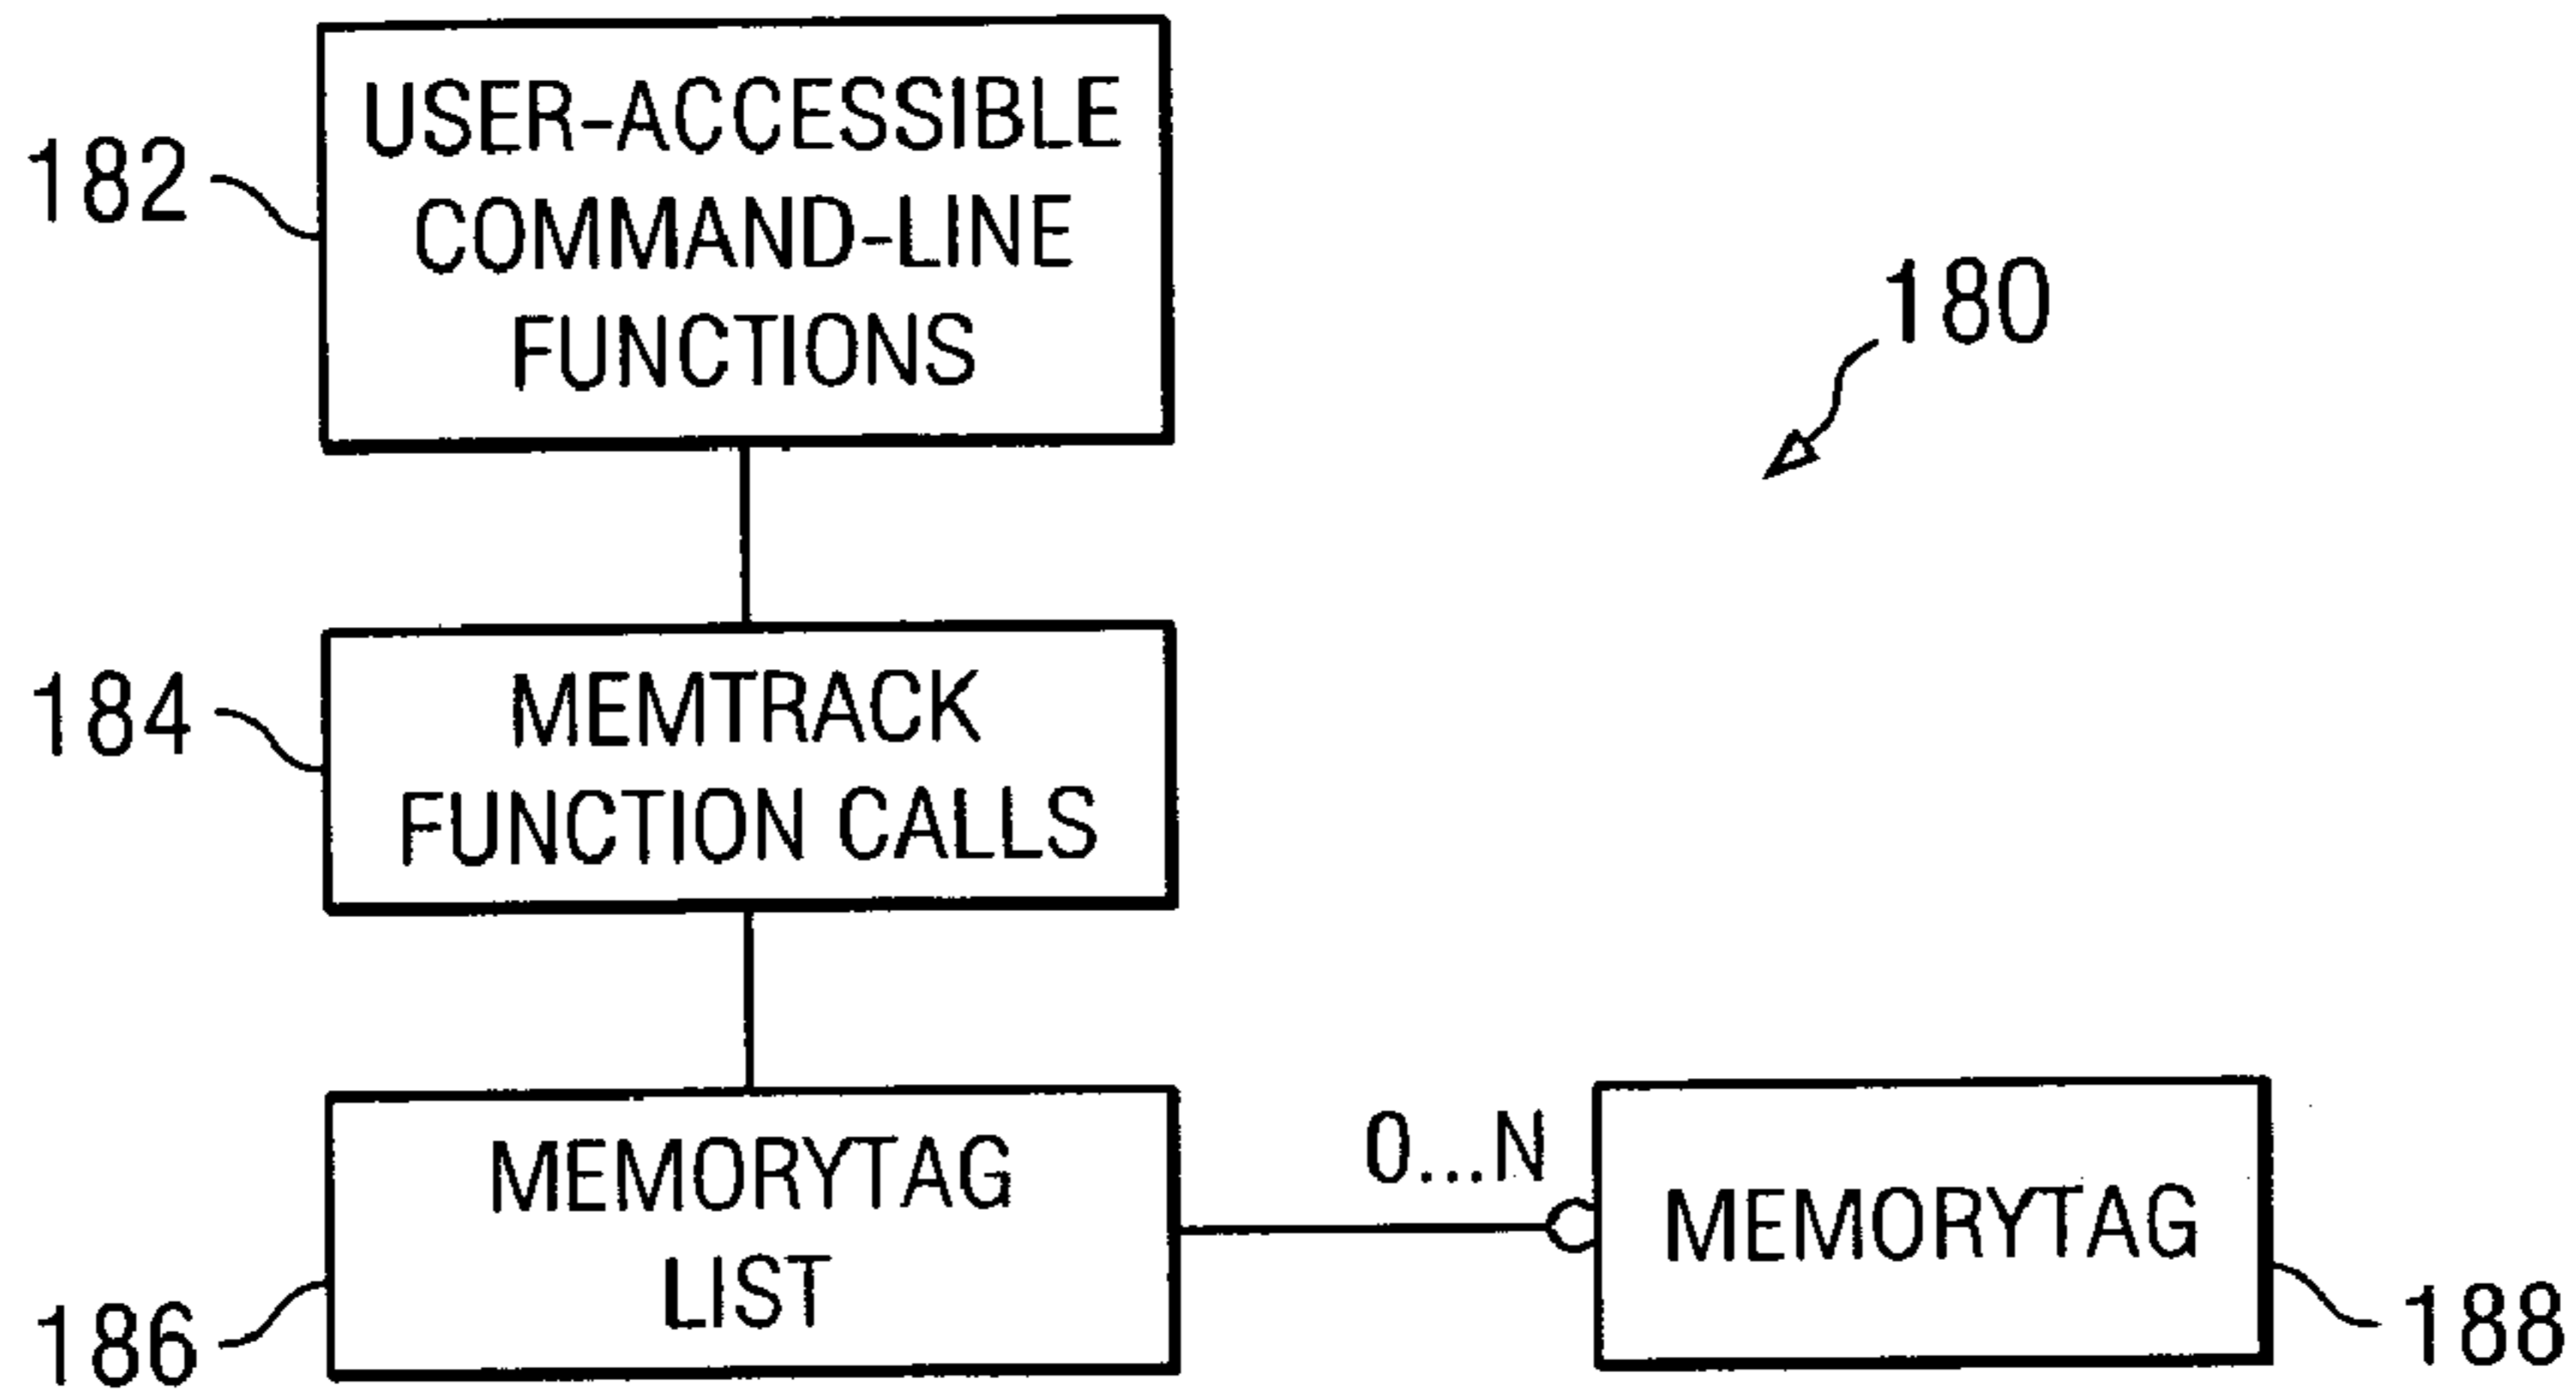 USER-ACCESSIBLE
COMMAND-LINE
FUNCTIONS
182
180
MEMTRACK
FUNCTION CALLS
184
MEMORYTAG
LIST
186
0...N
MEMORYTAG
188